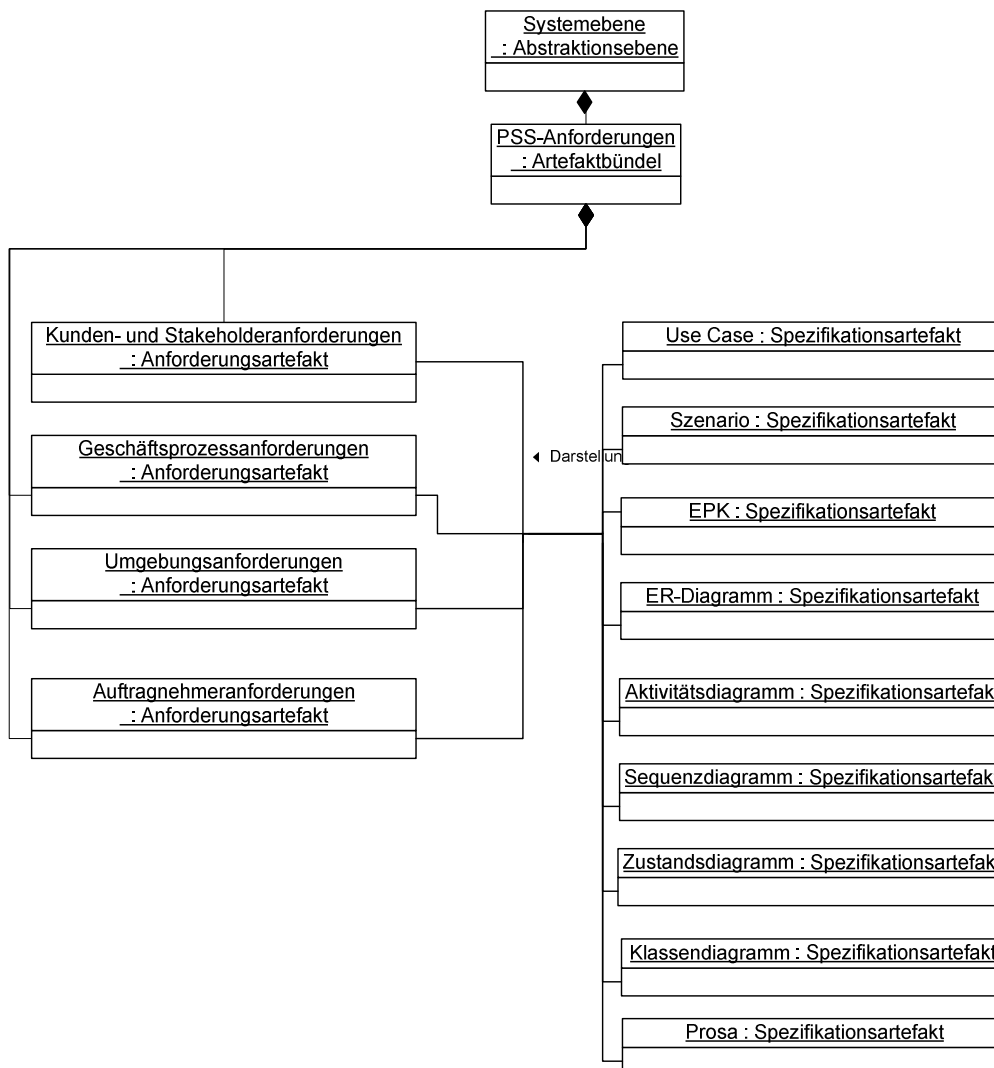 Systemebene
: Abstraktionsebene
PSS-Anforderungen
: Artefaktbündel
Kunden- und Stakeholderanforderungen
: Anforderungsartefakt
Geschäftsprozessanforderungen
: Anforderungsartefakt
Umgebungsanforderungen
: Anforderungsartefakt
Auftragnehmeranforderungen
: Anforderungsartefakt
Darstellun
Use Case : Spezifikationsartefakt
Szenario : Spezifikationsartefakt
EPK : Spezifikationsartefakt
ER-Diagramm : Spezifikationsartefakt
Aktivitätsdiagramm : Spezifikationsartefak
Sequenzdiagramm : Spezifikationsartefak
Zustandsdiagramm : Spezifikationsartefak
Klassendiagramm : Spezifikationsartefakt
Prosa : Spezifikationsartefakt